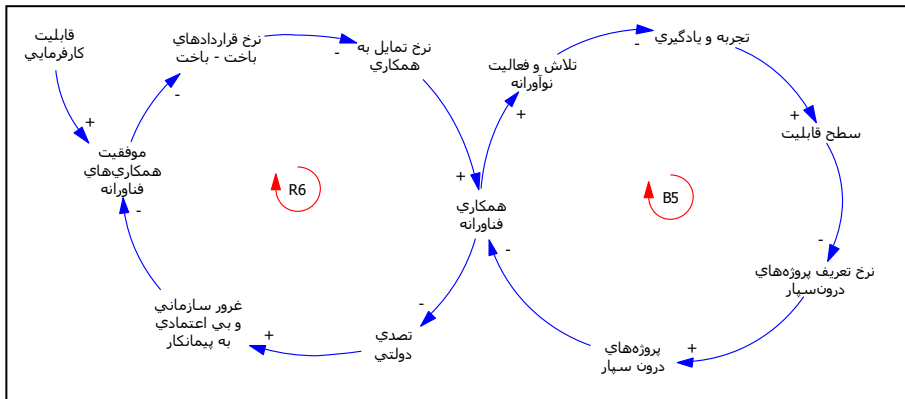 قابليت
كارفرمايي
نرخ قراردادهاي
باخت - باخت
نرخ تمايل به
همكاري
تلاش و فعاليت
نوآورانه
تجربه و يادگيري
سطح قابليت
نرخ تعريف پروژه‌هاي
درون‌سپار
پروژه‌هاي
درون سپار
همكاري
فناورانه
تصدي
دولتي
غرور سازماني
و بي اعتمادي
به پيمانكار
موفقيت
همكاري‌هاي
فناورانه
R6
B5
+
-
-
+
+
-
+
-
+
-
-
+
-